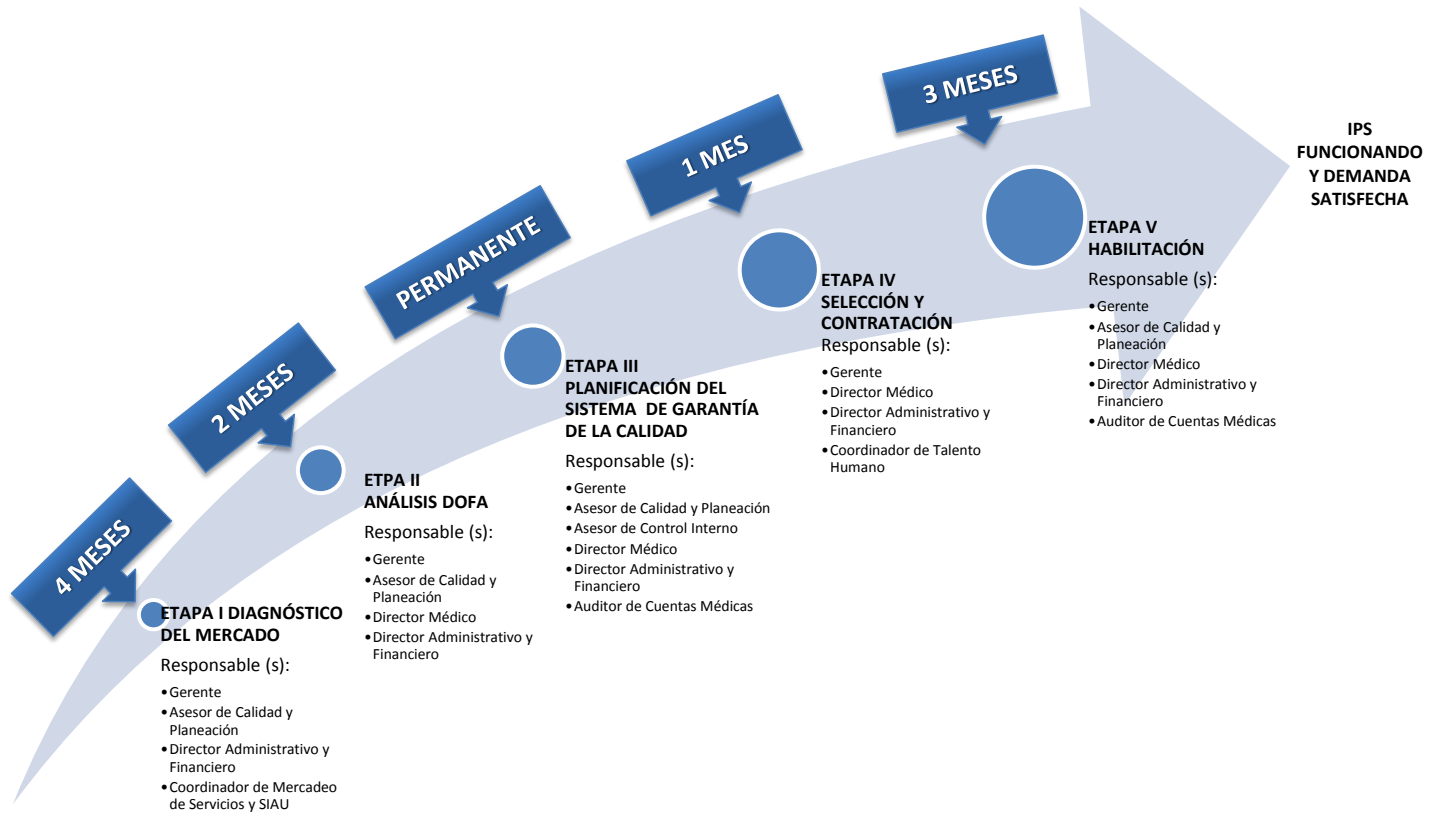 4 MESES
ETAPA I DIAGNÓSTICO
DEL MERCADO
Responsable (s):
•Gerente
•Asesor de Calidad y
Planeación
•Director Administrativo y
Financiero
•Coordinador de Mercadeo
de Servicios y SIAU
2 MESES
ETPA II
ANÁLISIS DOFA
Responsable (s):
•Gerente
•Asesor de Calidad y
Planeación
•Director Médico
•Director Administrativo y
Financiero
PERMANENTE
ETAPA III
PLANIFICACIÓN DEL
SISTEMA DE GARANTÍA
DE LA CALIDAD
Responsable (s):
•Gerente
•Asesor de Calidad y Planeación
•Asesor de Control Interno
•Director Médico
•Director Administrativo y
Financiero
•Auditor de Cuentas Médicas
1 MES
ETAPA IV
SELECCIÓN Y
CONTRATACIÓN
Responsable (s):
•Gerente
•Director Médico
•Director Administrativo y
Financiero
•Coordinador de Talento
Humano
3 MESES
ETAPA V
HABILITACIÓN
Responsable (s):
•Gerente
•Asesor de Calidad y
Planeación
•Director Médico
•Director Administrativo y
Financiero
•Auditor de Cuentas Médicas
IPS
FUNCIONANDO
Y DEMANDA
SATISFECHA